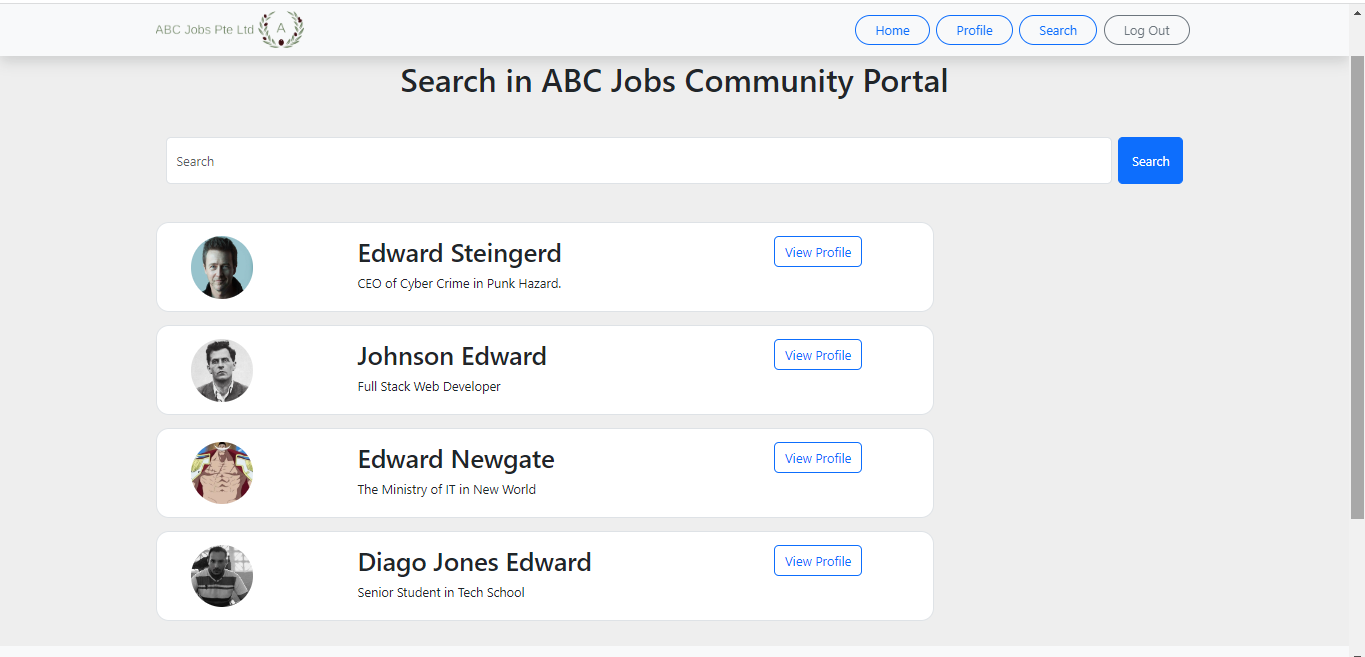 ABC Jobs Pte Ltd A Home Profile Search Log Out
Search in ABC Jobs Community Portal
Search Search
Edward Steingerd View Profile
CEO of Cyber Crime in Punk Hazard.
Johnson Edward View Profile
Full Stack Web Developer
Edward Newgate View Profile
The Ministry of IT in New World
Diago Jones Edward View Profile
Senior Student in Tech School